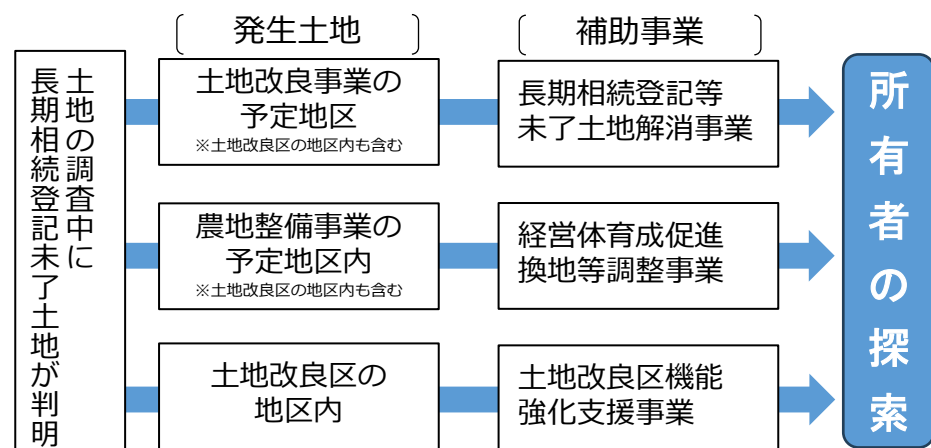 発生土地
補助事業
土地の調査中に
長期相続登記未了土地が判明
土地改良事業の
予定地区
※土地改良区の地区内も含む
長期相続登記等
未了土地解消事業
農地整備事業の
予定地区内
※土地改良区の地区内も含む
経営体育成促進
換地等調整事業
土地改良区の
地区内
土地改良区機能
強化支援事業
所有者の探索